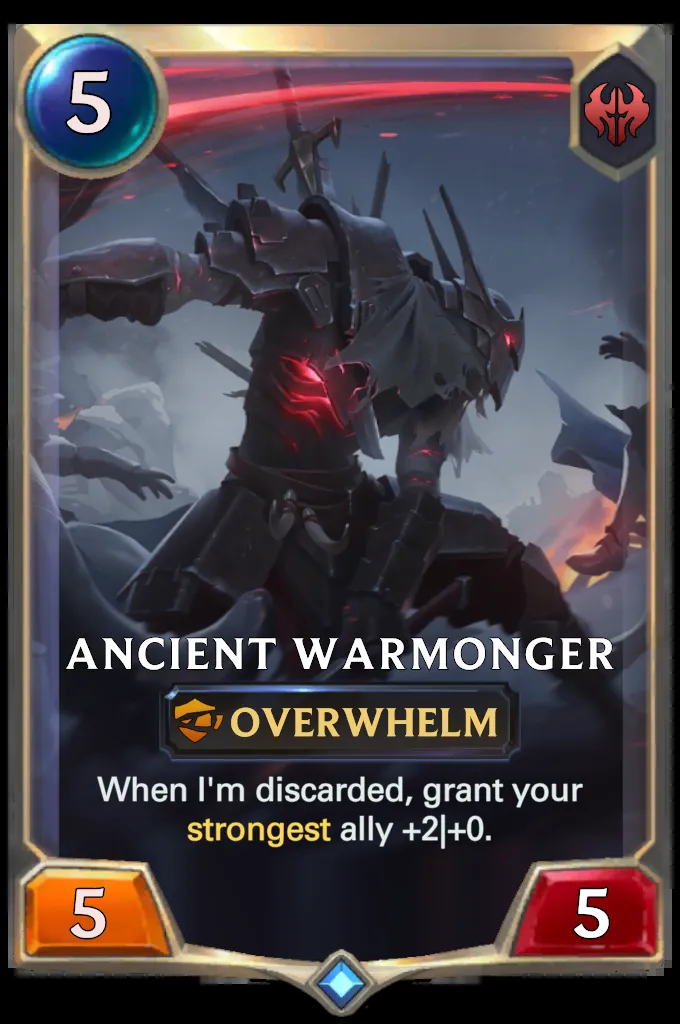 5
ANCIENT WARMONGER
OVERWHELM
When I'm discarded, grant your
strongest ally +2|+0.
5 5